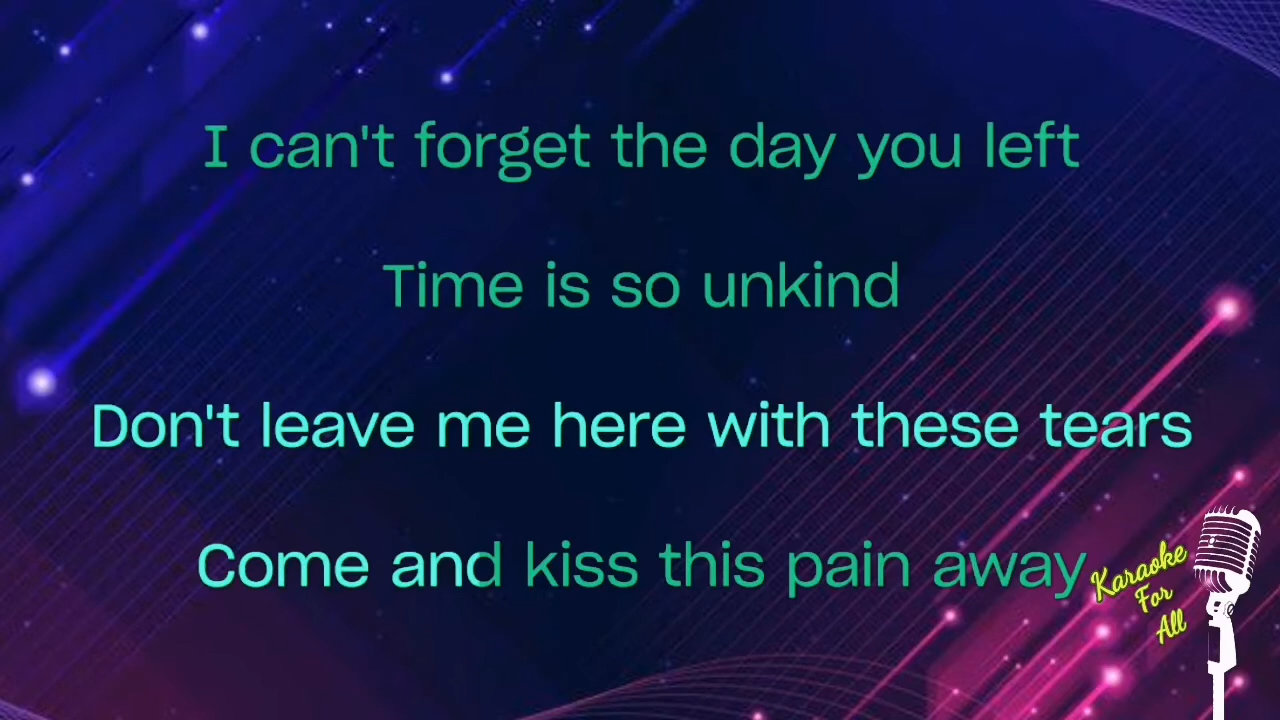 I can't forget the day you left
Time is so unkind
Don't leave me here with these tears
Come and kiss this pain away
Karaoke
For
All